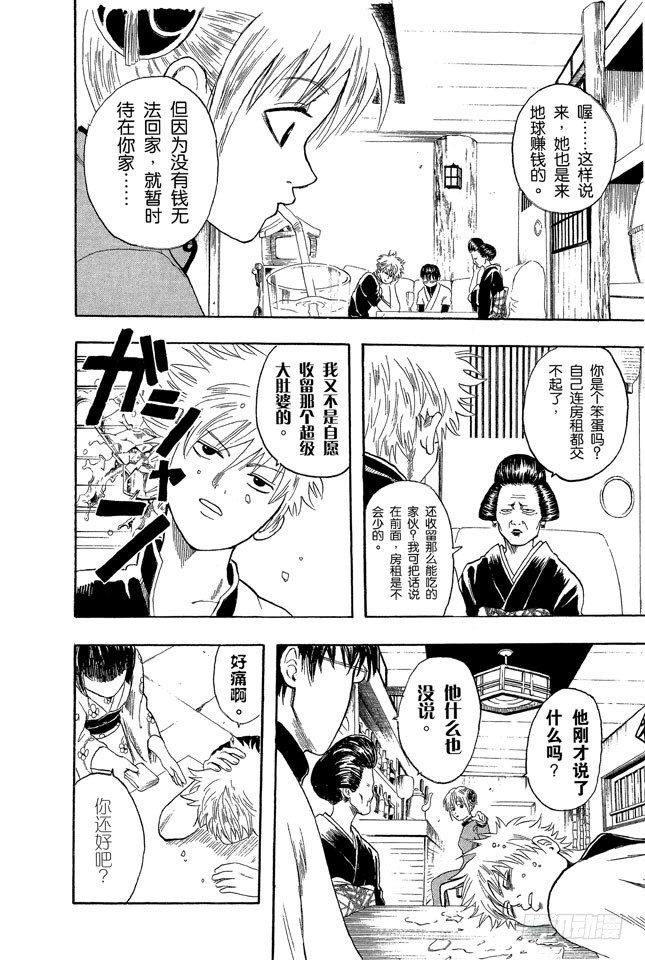 喔……这样说
来，她也是来
地球赚钱的。
但因为没有钱无
法回家，就暂时
待在你家……
你是个笨蛋吗？
自己连房租都交
不起了，
还收留那么能吃的
家伙？我可把话说
在前面，房租是不
会少的。
我又不是自愿
收留那个超级
大肚婆的。
ガシャーン
他刚才说了
什么吗？
他什么也
没说。
好痛啊。
你还好吧？